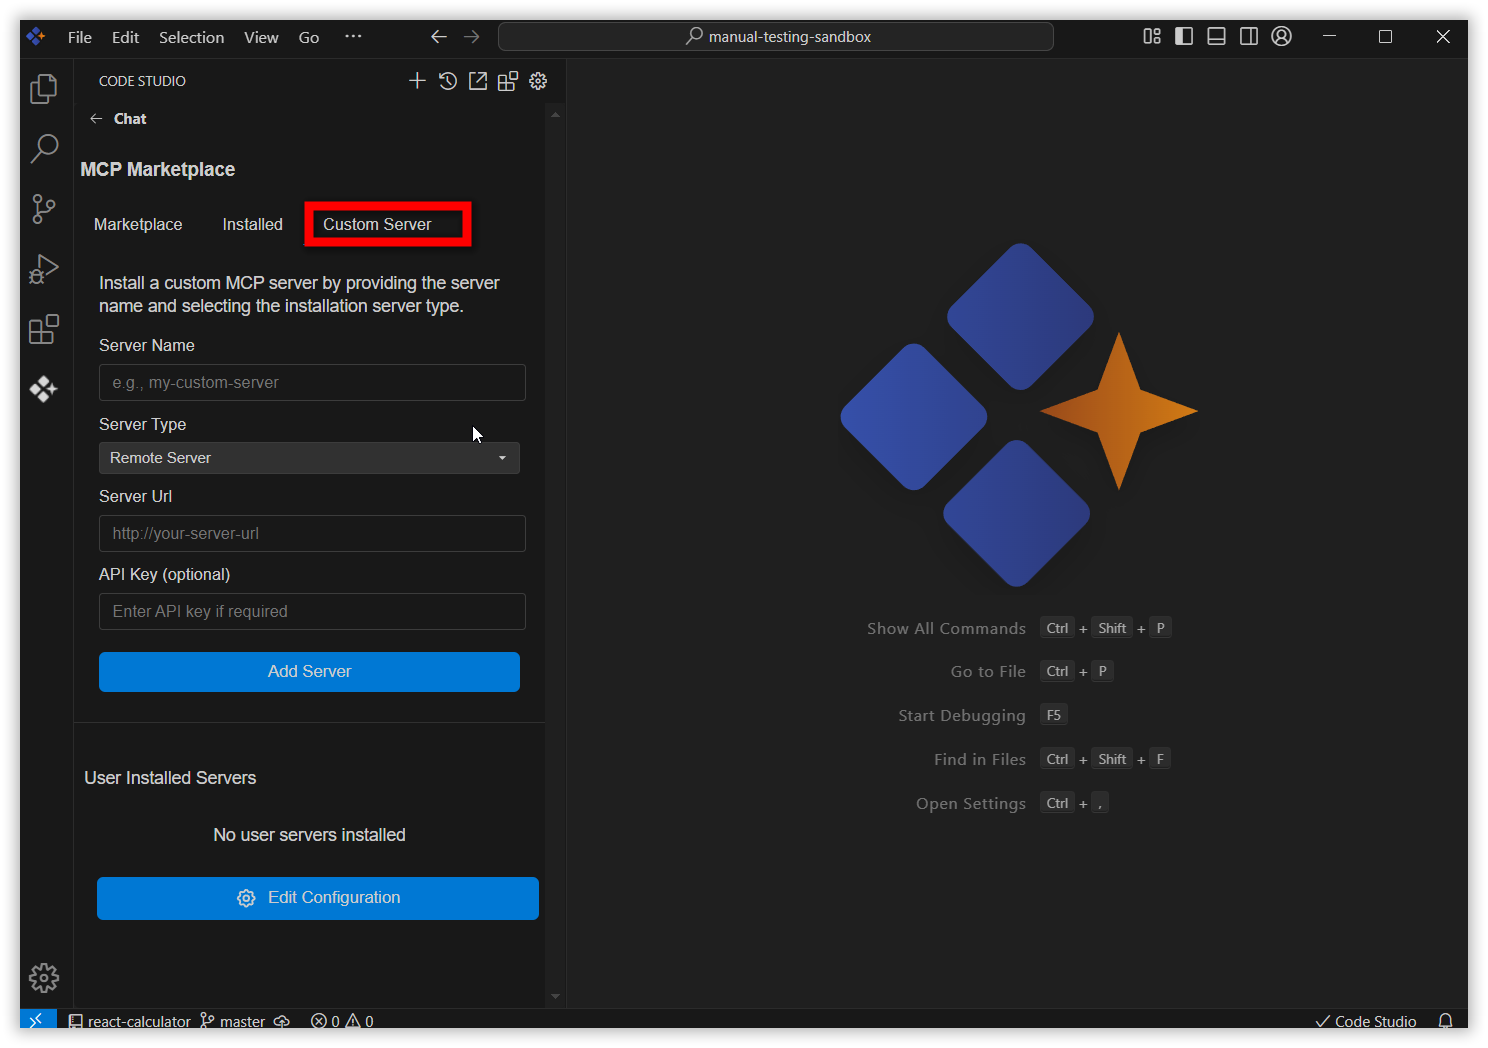 File Edit Selection View Go ···
manual-testing-sandbox
CODE STUDIO
Chat
MCP Marketplace
Marketplace Installed Custom Server
Install a custom MCP server by providing the server
name and selecting the installation server type.
Server Name
e.g., my-custom-server
Server Type
Remote Server
Server Url
http://your-server-url
API Key (optional)
Enter API key if required
Add Server
User Installed Servers
No user servers installed
Edit Configuration
Show All Commands Ctrl + Shift + P
Go to File Ctrl + P
Start Debugging F5
Find in Files Ctrl + Shift + F
Open Settings Ctrl + ,
react-calculator master 0 0
Code Studio